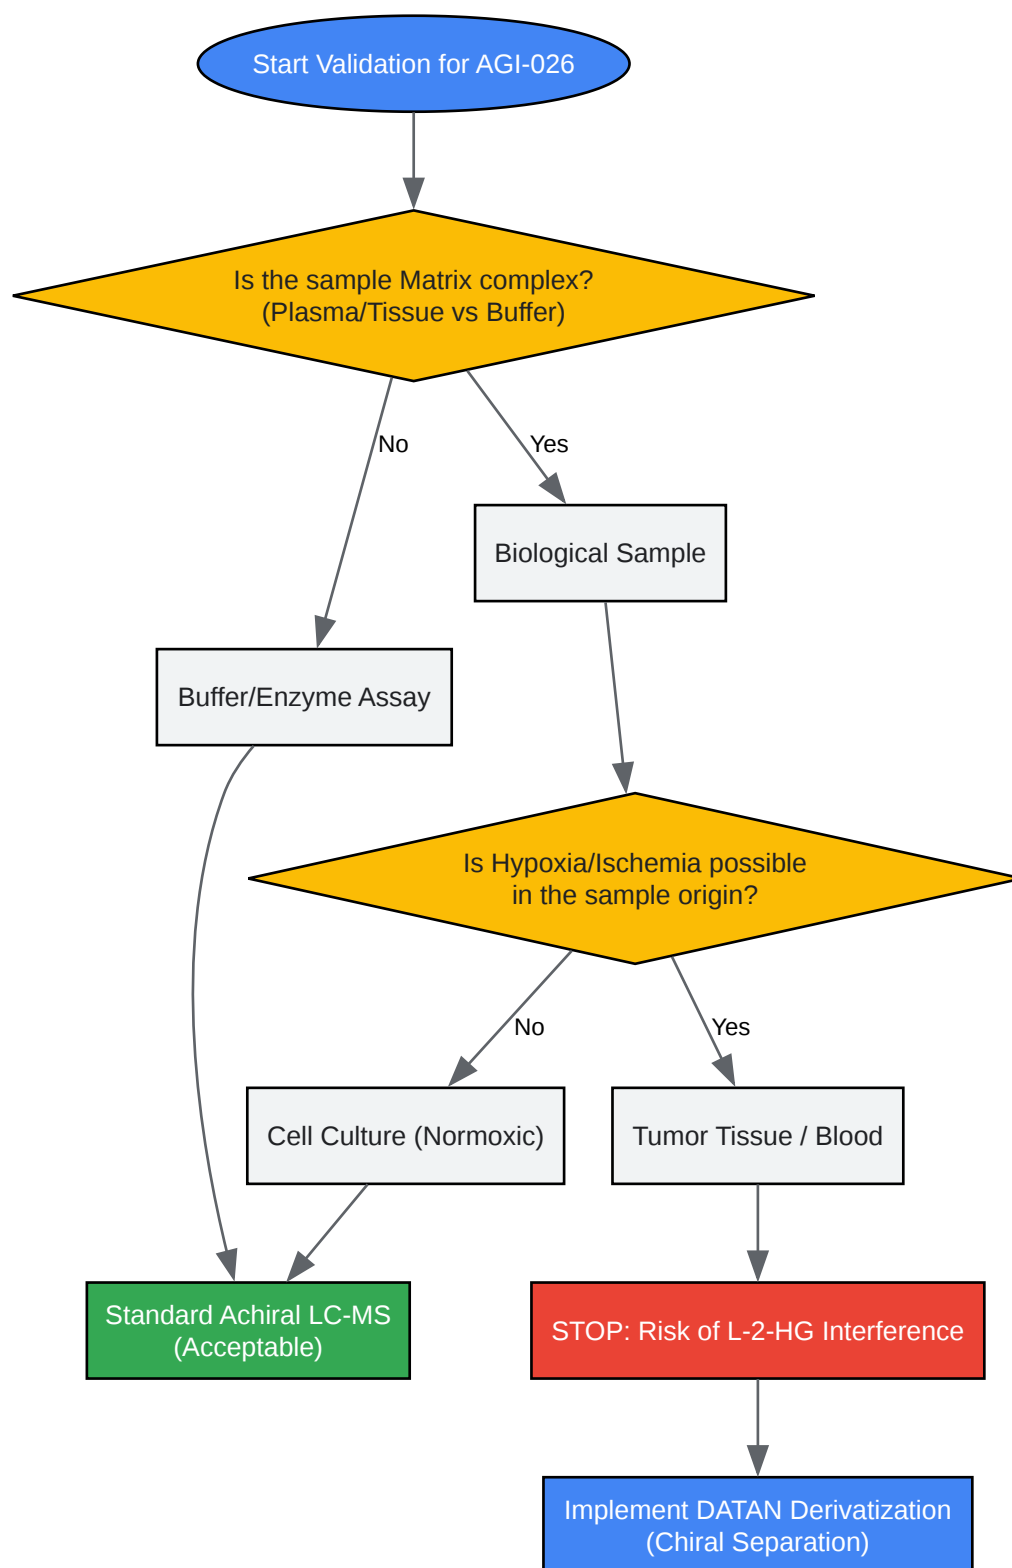 Start Validation for AGI-026
Is the sample Matrix complex?
(Plasma/Tissue vs Buffer)
No
Yes
Biological Sample
Buffer/Enzyme Assay
Is Hypoxia/Ischemia possible
in the sample origin?
No
Yes
Cell Culture (Normoxic)
Tumor Tissue / Blood
Standard Achiral LC-MS
(Acceptable)
STOP: Risk of L-2-HG Interference
Implement DATAN Derivatization
(Chiral Separation)